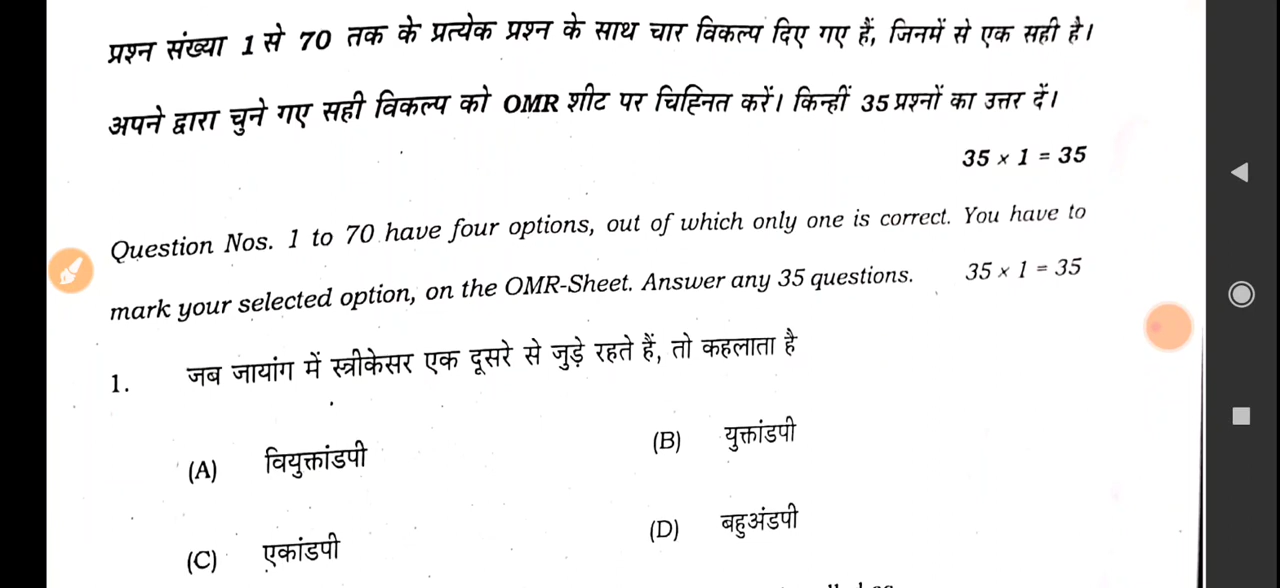 प्रश्न संख्या 1 से 70 तक के प्रत्येक प्रश्न के साथ चार विकल्प दिए गए हैं, जिनमें से एक सही है।
अपने द्वारा चुने गए सही विकल्प को OMR शीट पर चिह्नित करें। किन्हीं 35 प्रश्नों का उत्तर दें।
35 × 1 = 35
Question Nos. 1 to 70 have four options, out of which only one is correct. You have to
mark your selected option, on the OMR-Sheet. Answer any 35 questions. 35 × 1 = 35
1. जब जायांग में स्त्रीकेसर एक दूसरे से जुड़े रहते हैं, तो कहलाता है
(A) वियुक्तांडपी (B) युक्तांडपी
(C) एकांडपी (D) बहुअंडपी